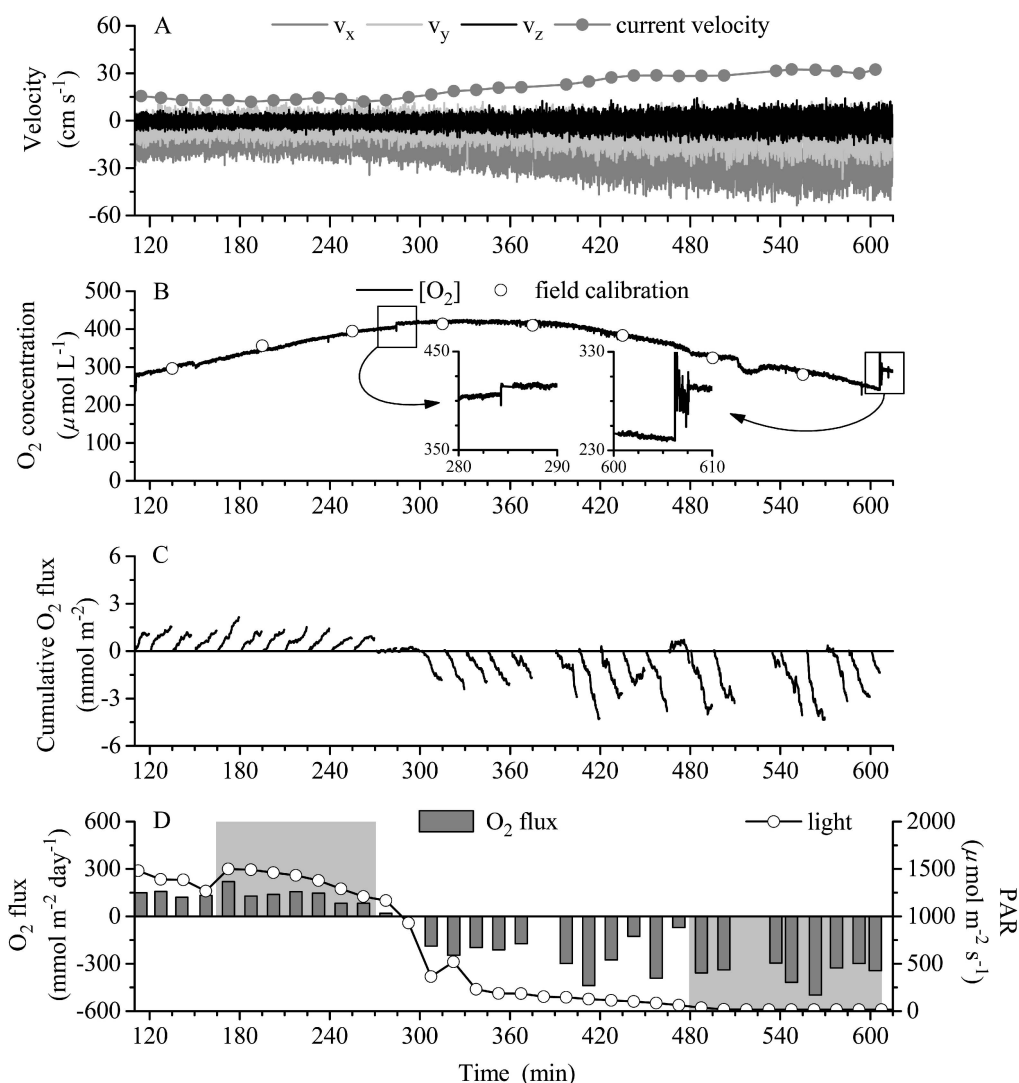 A
v_x v_y v_z current velocity
Velocity
(cm s⁻¹)
60
30
0
-30
-60
120 180 240 300 360 420 480 540 600
B
[O₂] field calibration
O₂ concentration
(μmol L⁻¹)
500
400
300
200
100
0
450
350
280 290
330
230
600 610
120 180 240 300 360 420 480 540 600
C
Cumulative O₂ flux
(mmol m⁻²)
6
3
0
-3
-6
120 180 240 300 360 420 480 540 600
D
O₂ flux light
O₂ flux
(mmol m⁻² day⁻¹)
600
300
0
-300
-600
2000
1500
1000
500
0
PAR
(μmol m⁻² s⁻¹)
120 180 240 300 360 420 480 540 600
Time (min)